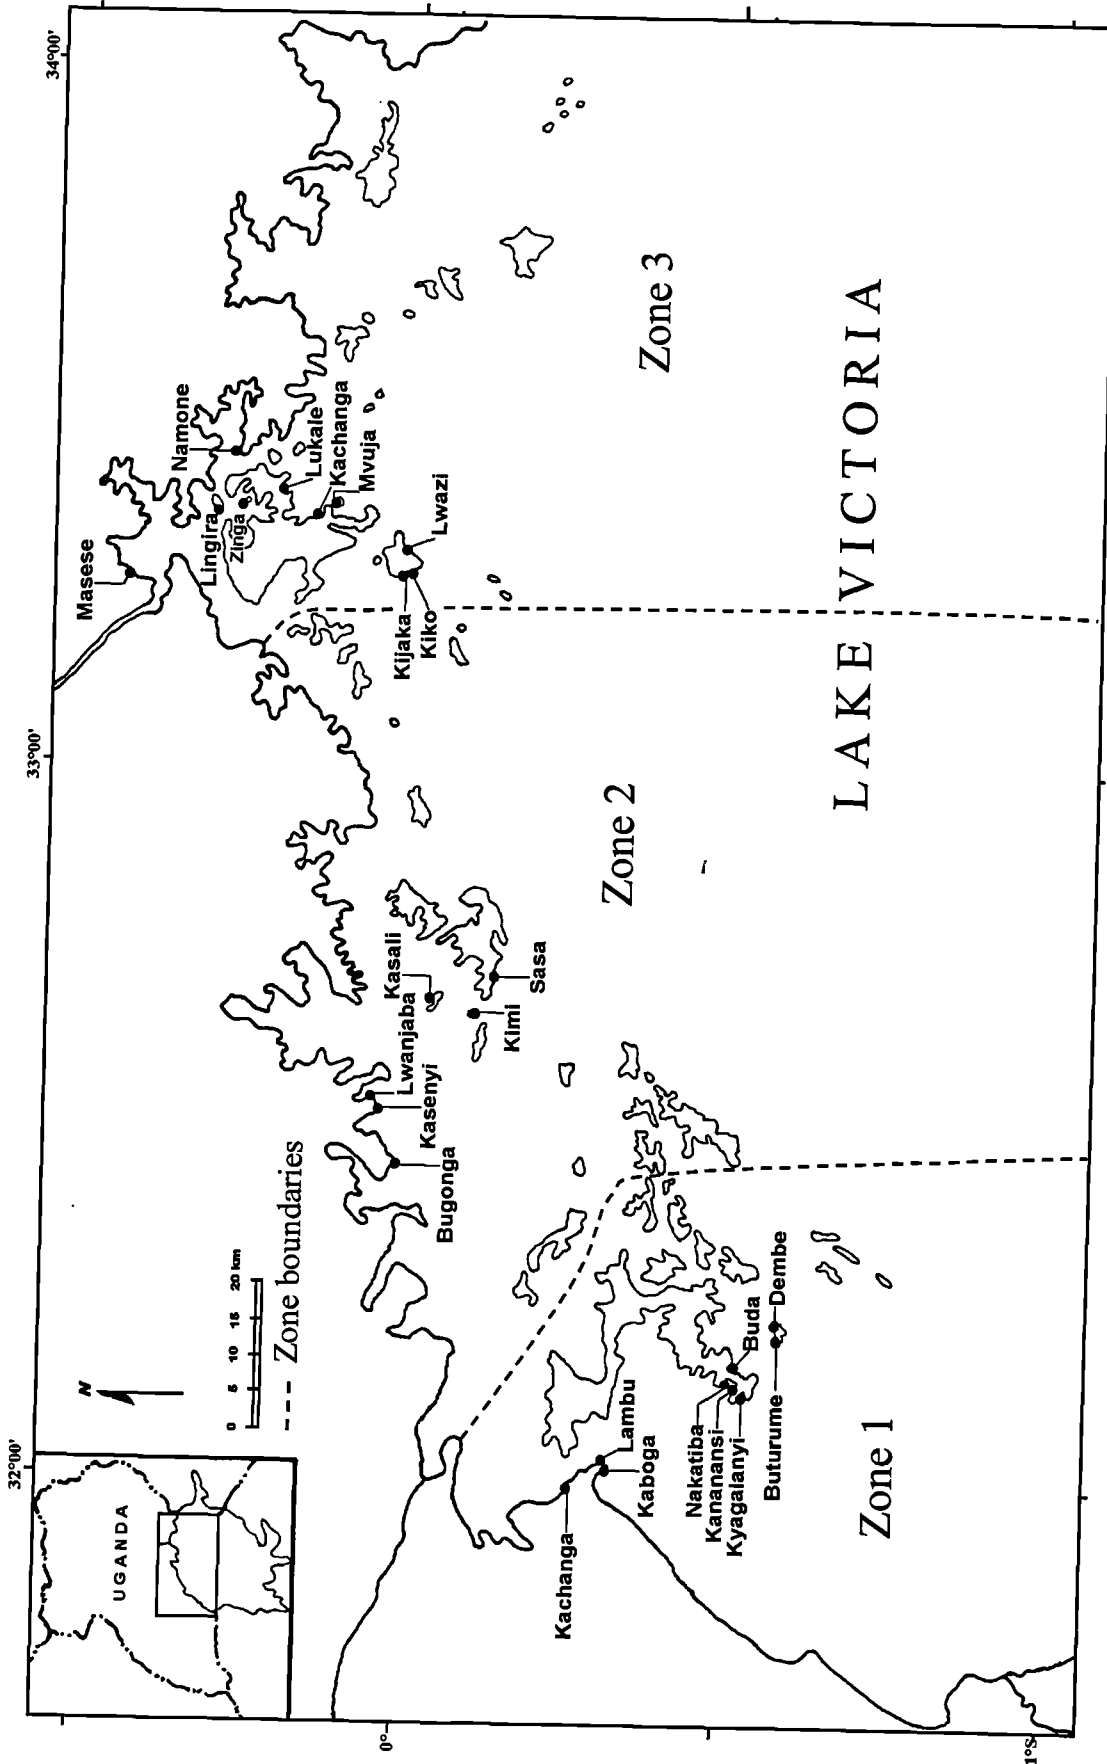 32°00'
33°00'
34°00'
0°
1°S
UGANDA
N
0 5 10 15 20 km
Zone boundaries
Masese
Namone
Lingira
Zinga
Lukale
Kachanga
Mvuja
Lwazi
Kijaka
Kiko
Kasali
Lwanjaba
Kasenyi
Bugonga
Sasa
Kimi
Zone 3
Zone 2
LAKE VICTORIA
Kachanga
Lambu
Kaboga
Nakatiba
Kananansi
Kyagalanyi
Buda
Dembe
Buturume
Zone 1